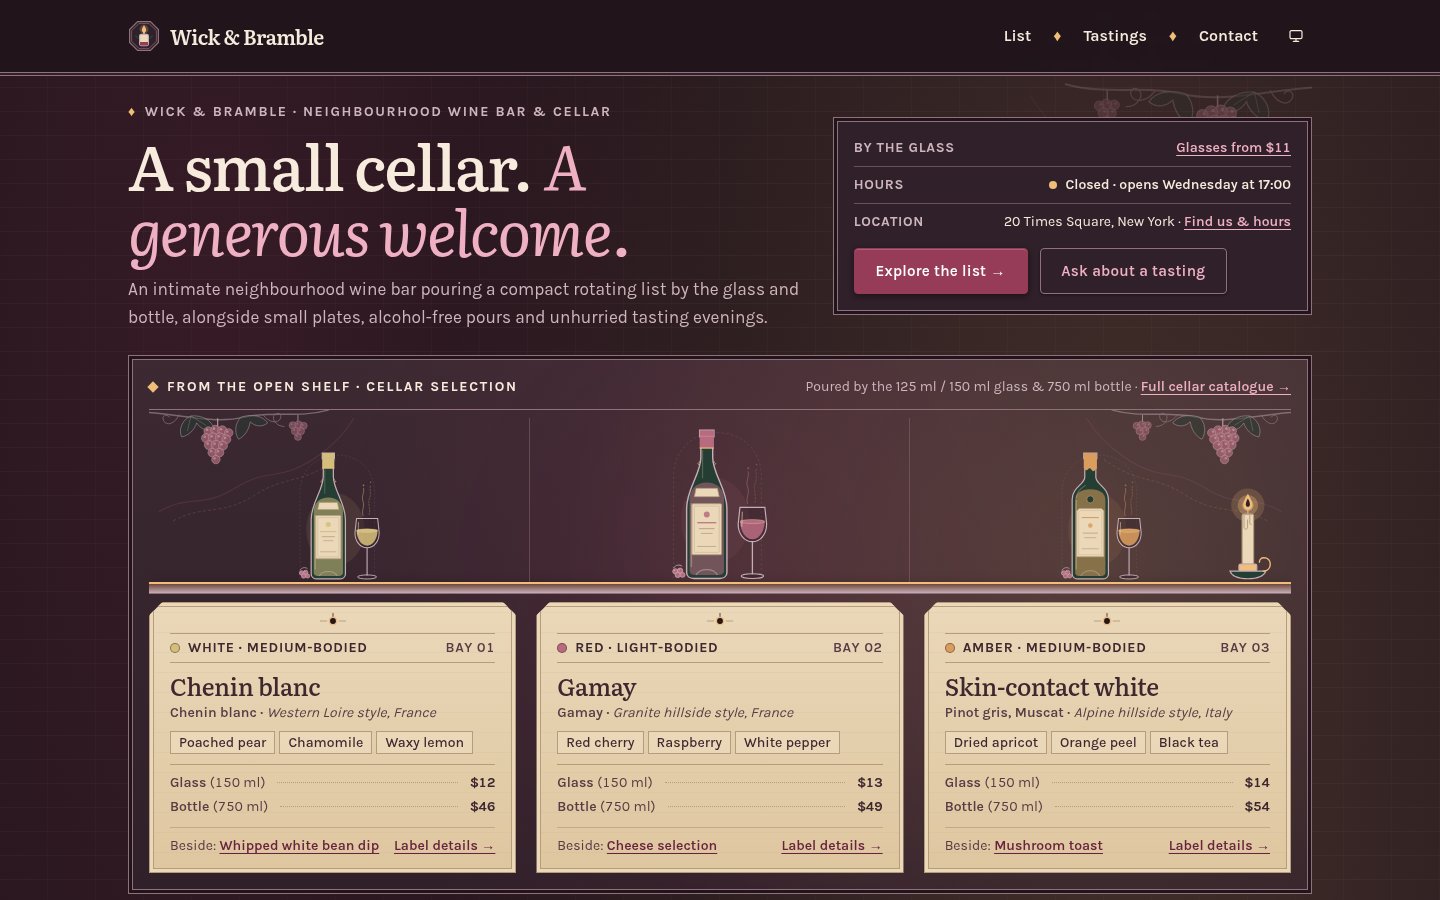 Wick & Bramble
List ♦ Tastings ♦ Contact
♦ WICK & BRAMBLE · NEIGHBOURHOOD WINE BAR & CELLAR
A small cellar. A
generous welcome.
An intimate neighbourhood wine bar pouring a compact rotating list by the glass and
bottle, alongside small plates, alcohol-free pours and unhurried tasting evenings.
BY THE GLASS Glasses from $11
HOURS Closed · opens Wednesday at 17:00
LOCATION 20 Times Square, New York · Find us & hours
Explore the list → Ask about a tasting
FROM THE OPEN SHELF · CELLAR SELECTION
Poured by the 125 ml / 150 ml glass & 750 ml bottle · Full cellar catalogue →
WHITE · MEDIUM-BODIED BAY 01
Chenin blanc
Chenin blanc · Western Loire style, France
Poached pear Chamomile Waxy lemon
Glass (150 ml) $12
Bottle (750 ml) $46
Beside: Whipped white bean dip Label details →
RED · LIGHT-BODIED BAY 02
Gamay
Gamay · Granite hillside style, France
Red cherry Raspberry White pepper
Glass (150 ml) $13
Bottle (750 ml) $49
Beside: Cheese selection Label details →
AMBER · MEDIUM-BODIED BAY 03
Skin-contact white
Pinot gris, Muscat · Alpine hillside style, Italy
Dried apricot Orange peel Black tea
Glass (150 ml) $14
Bottle (750 ml) $54
Beside: Mushroom toast Label details →